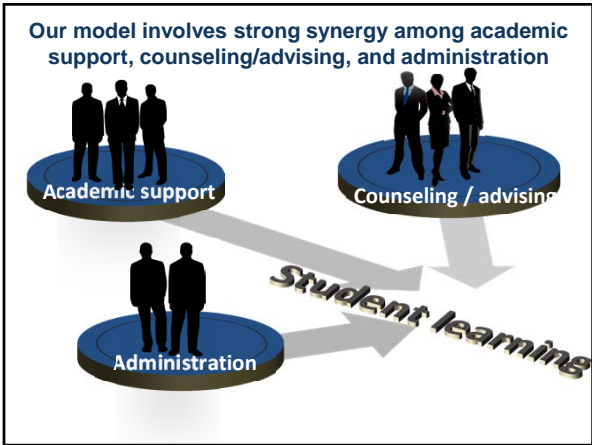 Our model involves strong synergy among academic
support, counseling/advising, and administration
Academic support
Counseling / advising
Administration
Student learning